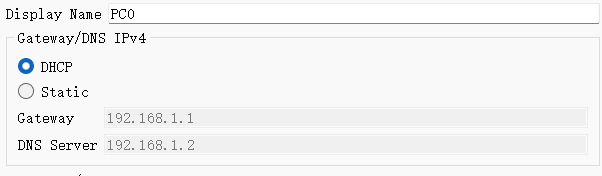 Display Name PC0
Gateway/DNS IPv4
DHCP
Static
Gateway 192.168.1.1
DNS Server 192.168.1.2